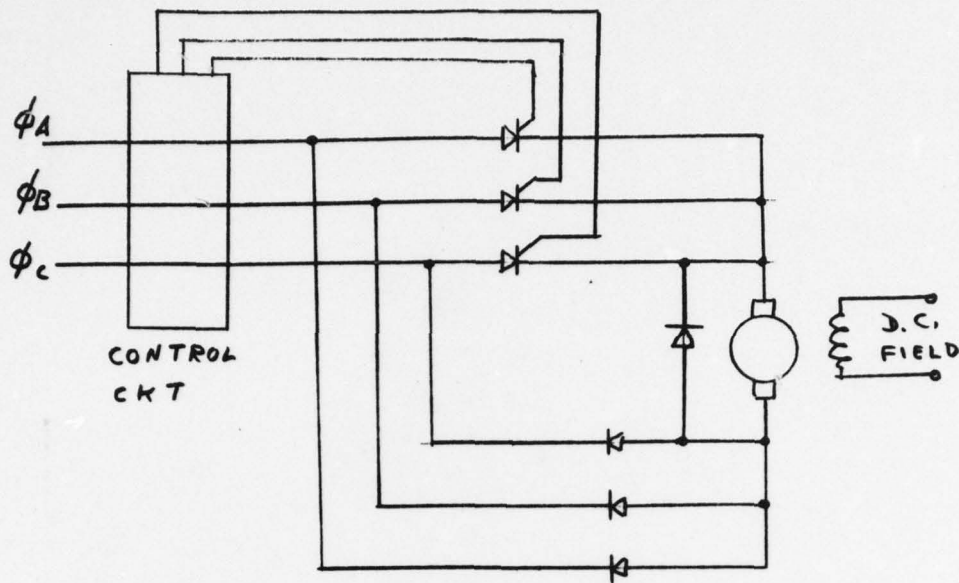 ϕA
ϕB
ϕC
CONTROL
CKT
D.C.
FIELD